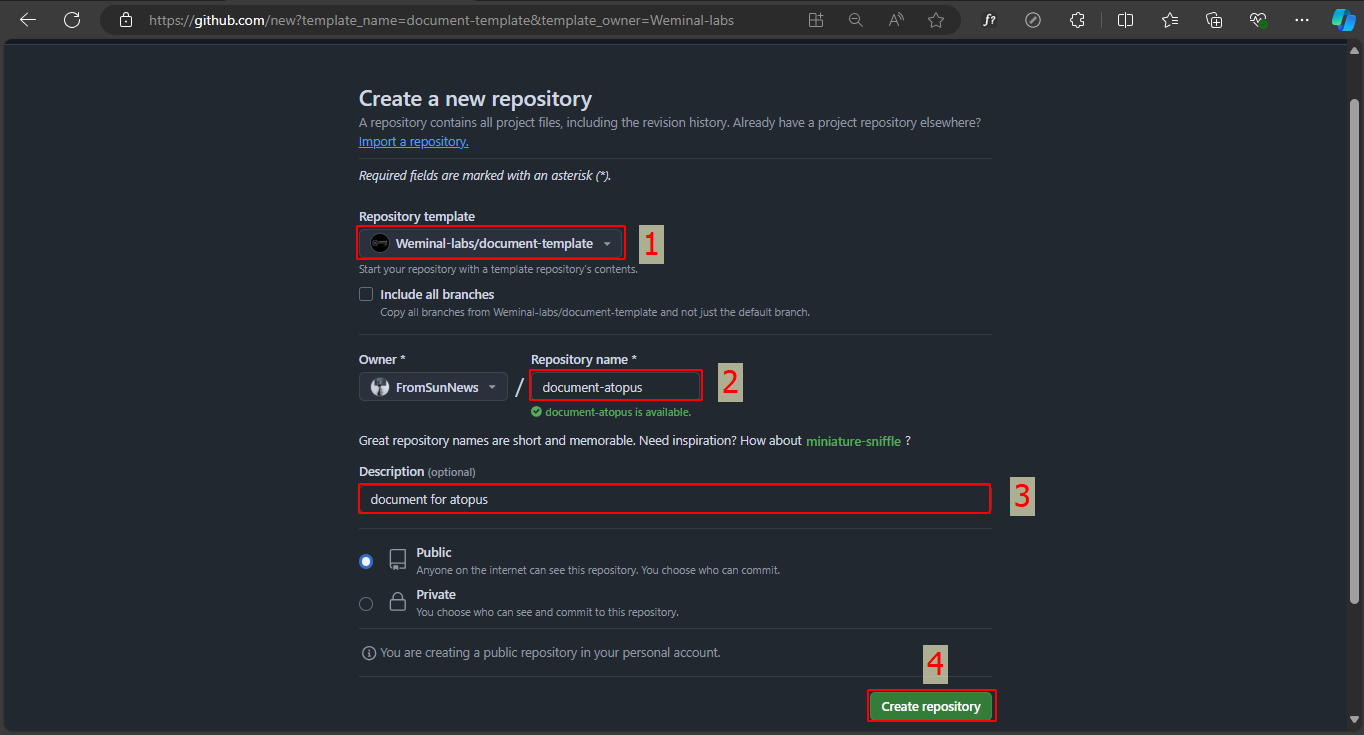 https://github.com/new?template_name=document-template&template_owner=Weminal-labs
Create a new repository
A repository contains all project files, including the revision history. Already have a project repository elsewhere?
Import a repository.
Required fields are marked with an asterisk (*).
Repository template
Weminal-labs/document-template
1
Start your repository with a template repository's contents.
Include all branches
Copy all branches from Weminal-labs/document-template and not just the default branch.
Owner * Repository name *
FromSunNews / document-atopus
2
document-atopus is available.
Great repository names are short and memorable. Need inspiration? How about miniature-sniffle ?
Description (optional)
document for atopus
3
Public
Anyone on the internet can see this repository. You choose who can commit.
Private
You choose who can see and commit to this repository.
You are creating a public repository in your personal account.
4
Create repository